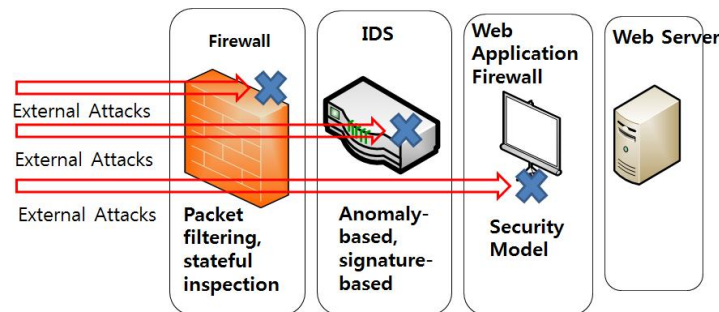 Firewall
IDS
Web
Application
Firewall
Web Server
External Attacks
External Attacks
External Attacks
Packet
filtering,
stateful
inspection
Anomaly-
based,
signature-
based
Security
Model